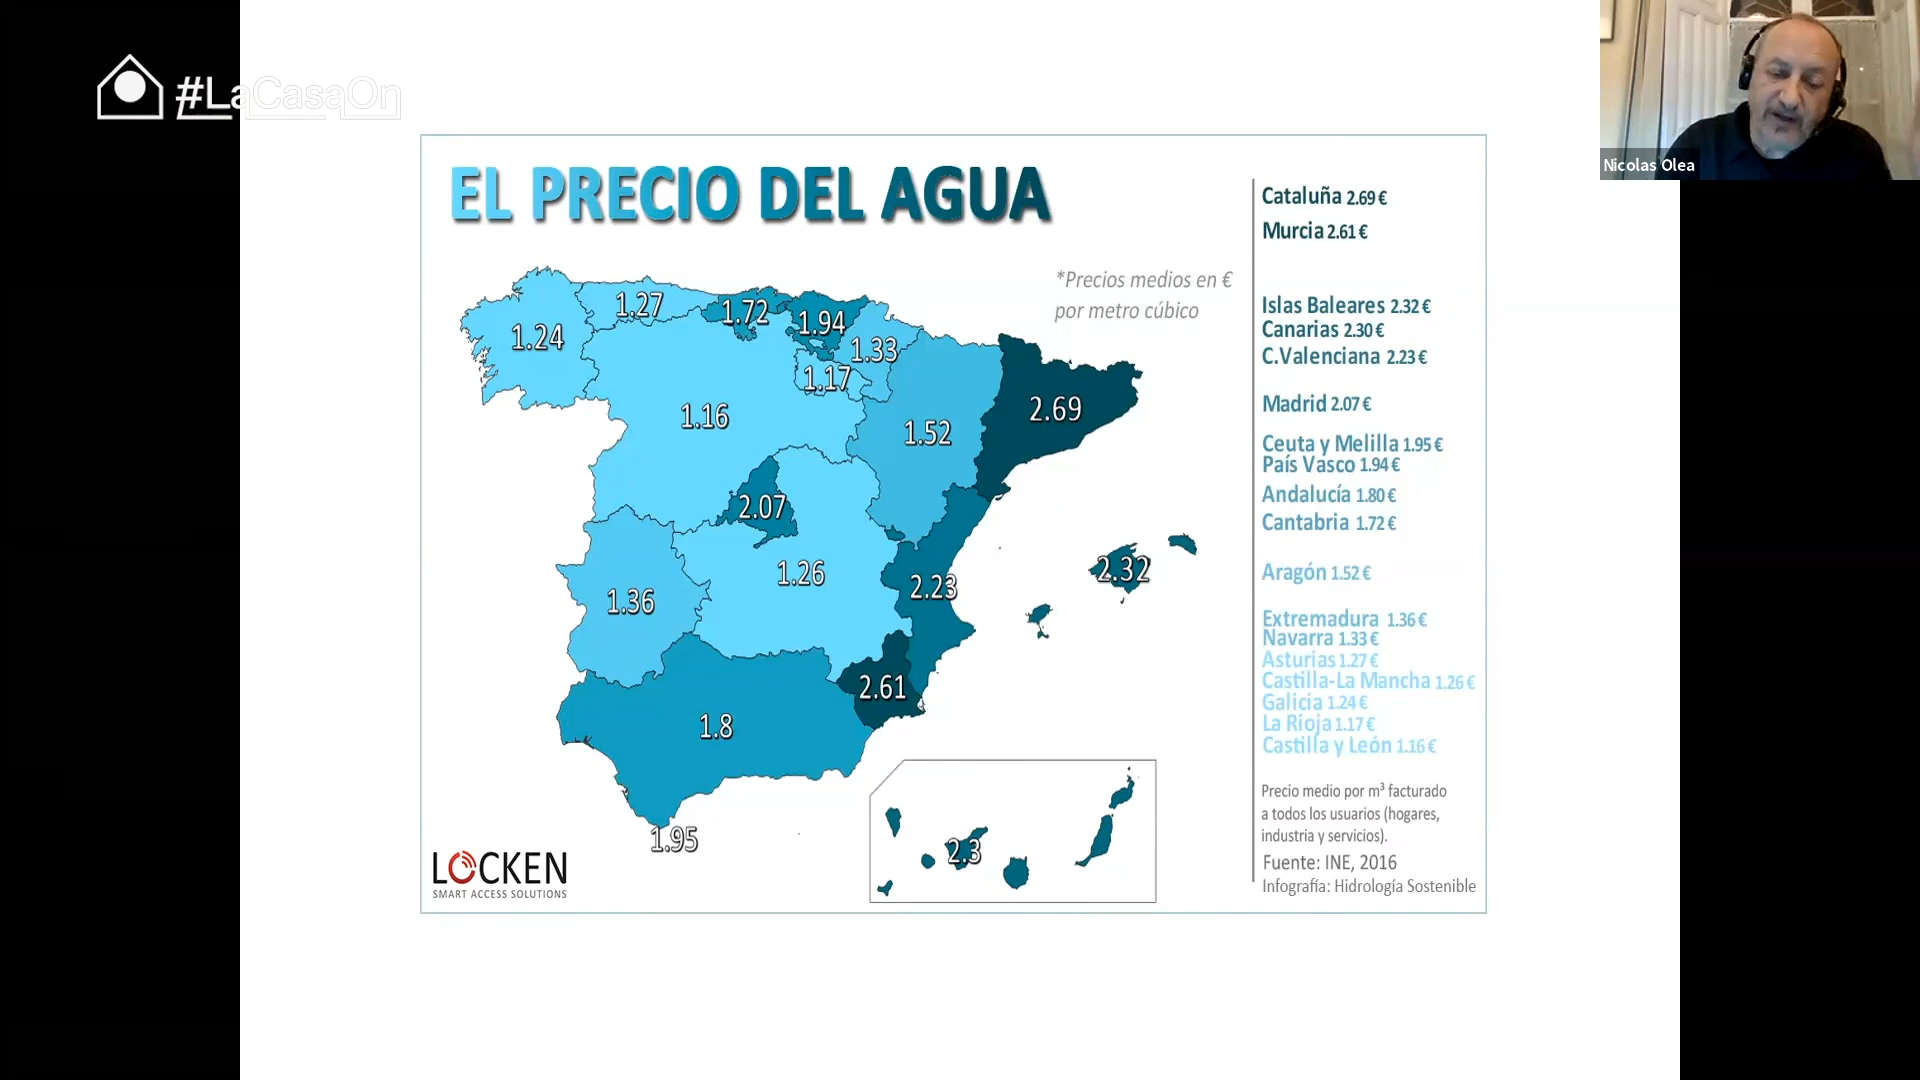 #LaCasaOn
Nicolas Olea
EL PRECIO DEL AGUA
*Precios medios en €
por metro cúbico
1.24
1.27
1.72
1.94
1.33
1.17
1.16
1.52
2.69
2.07
1.26
1.36
2.23
2.32
2.61
1.8
1.95
2.3
Cataluña 2.69 €
Murcia 2.61 €
Islas Baleares 2.32 €
Canarias 2.30 €
C.Valenciana 2.23 €
Madrid 2.07 €
Ceuta y Melilla 1.95 €
País Vasco 1.94 €
Andalucía 1.80 €
Cantabria 1.72 €
Aragón 1.52 €
Extremadura 1.36 €
Navarra 1.33 €
Asturias 1.27 €
Castilla-La Mancha 1.26 €
Galicia 1.24 €
La Rioja 1.17 €
Castilla y León 1.16 €
Precio medio por m³ facturado
a todos los usuarios (hogares,
industria y servicios).
Fuente: INE, 2016
Infografía: Hidrología Sostenible
LOCKEN
SMART ACCESS SOLUTIONS